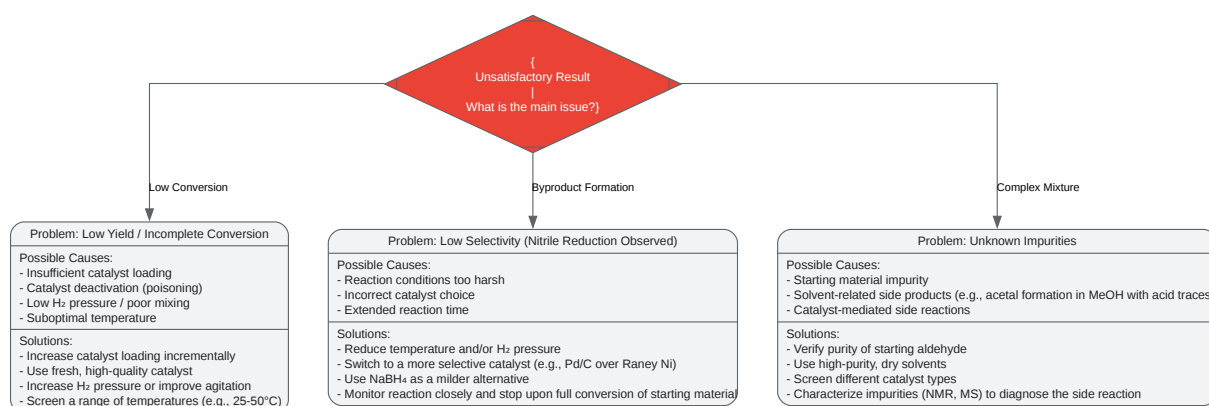 {
Unsatisfactory Result
|
What is the main issue?}
Low Conversion
Byproduct Formation
Complex Mixture
Problem: Low Yield / Incomplete Conversion
Possible Causes:
- Insufficient catalyst loading
- Catalyst deactivation (poisoning)
- Low H₂ pressure / poor mixing
- Suboptimal temperature
Solutions:
- Increase catalyst loading incrementally
- Use fresh, high-quality catalyst
- Increase H₂ pressure or improve agitation
- Screen a range of temperatures (e.g., 25-50°C)
Problem: Low Selectivity (Nitrile Reduction Observed)
Possible Causes:
- Reaction conditions too harsh
- Incorrect catalyst choice
- Extended reaction time
Solutions:
- Reduce temperature and/or H₂ pressure
- Switch to a more selective catalyst (e.g., Pd/C over Raney Ni)
- Use NaBH₄ as a milder alternative
- Monitor reaction closely and stop upon full conversion of starting material
Problem: Unknown Impurities
Possible Causes:
- Starting material impurity
- Solvent-related side products (e.g., acetal formation in MeOH with acid traces
- Catalyst-mediated side reactions
Solutions:
- Verify purity of starting aldehyde
- Use high-purity, dry solvents
- Screen different catalyst types
- Characterize impurities (NMR, MS) to diagnose the side reaction